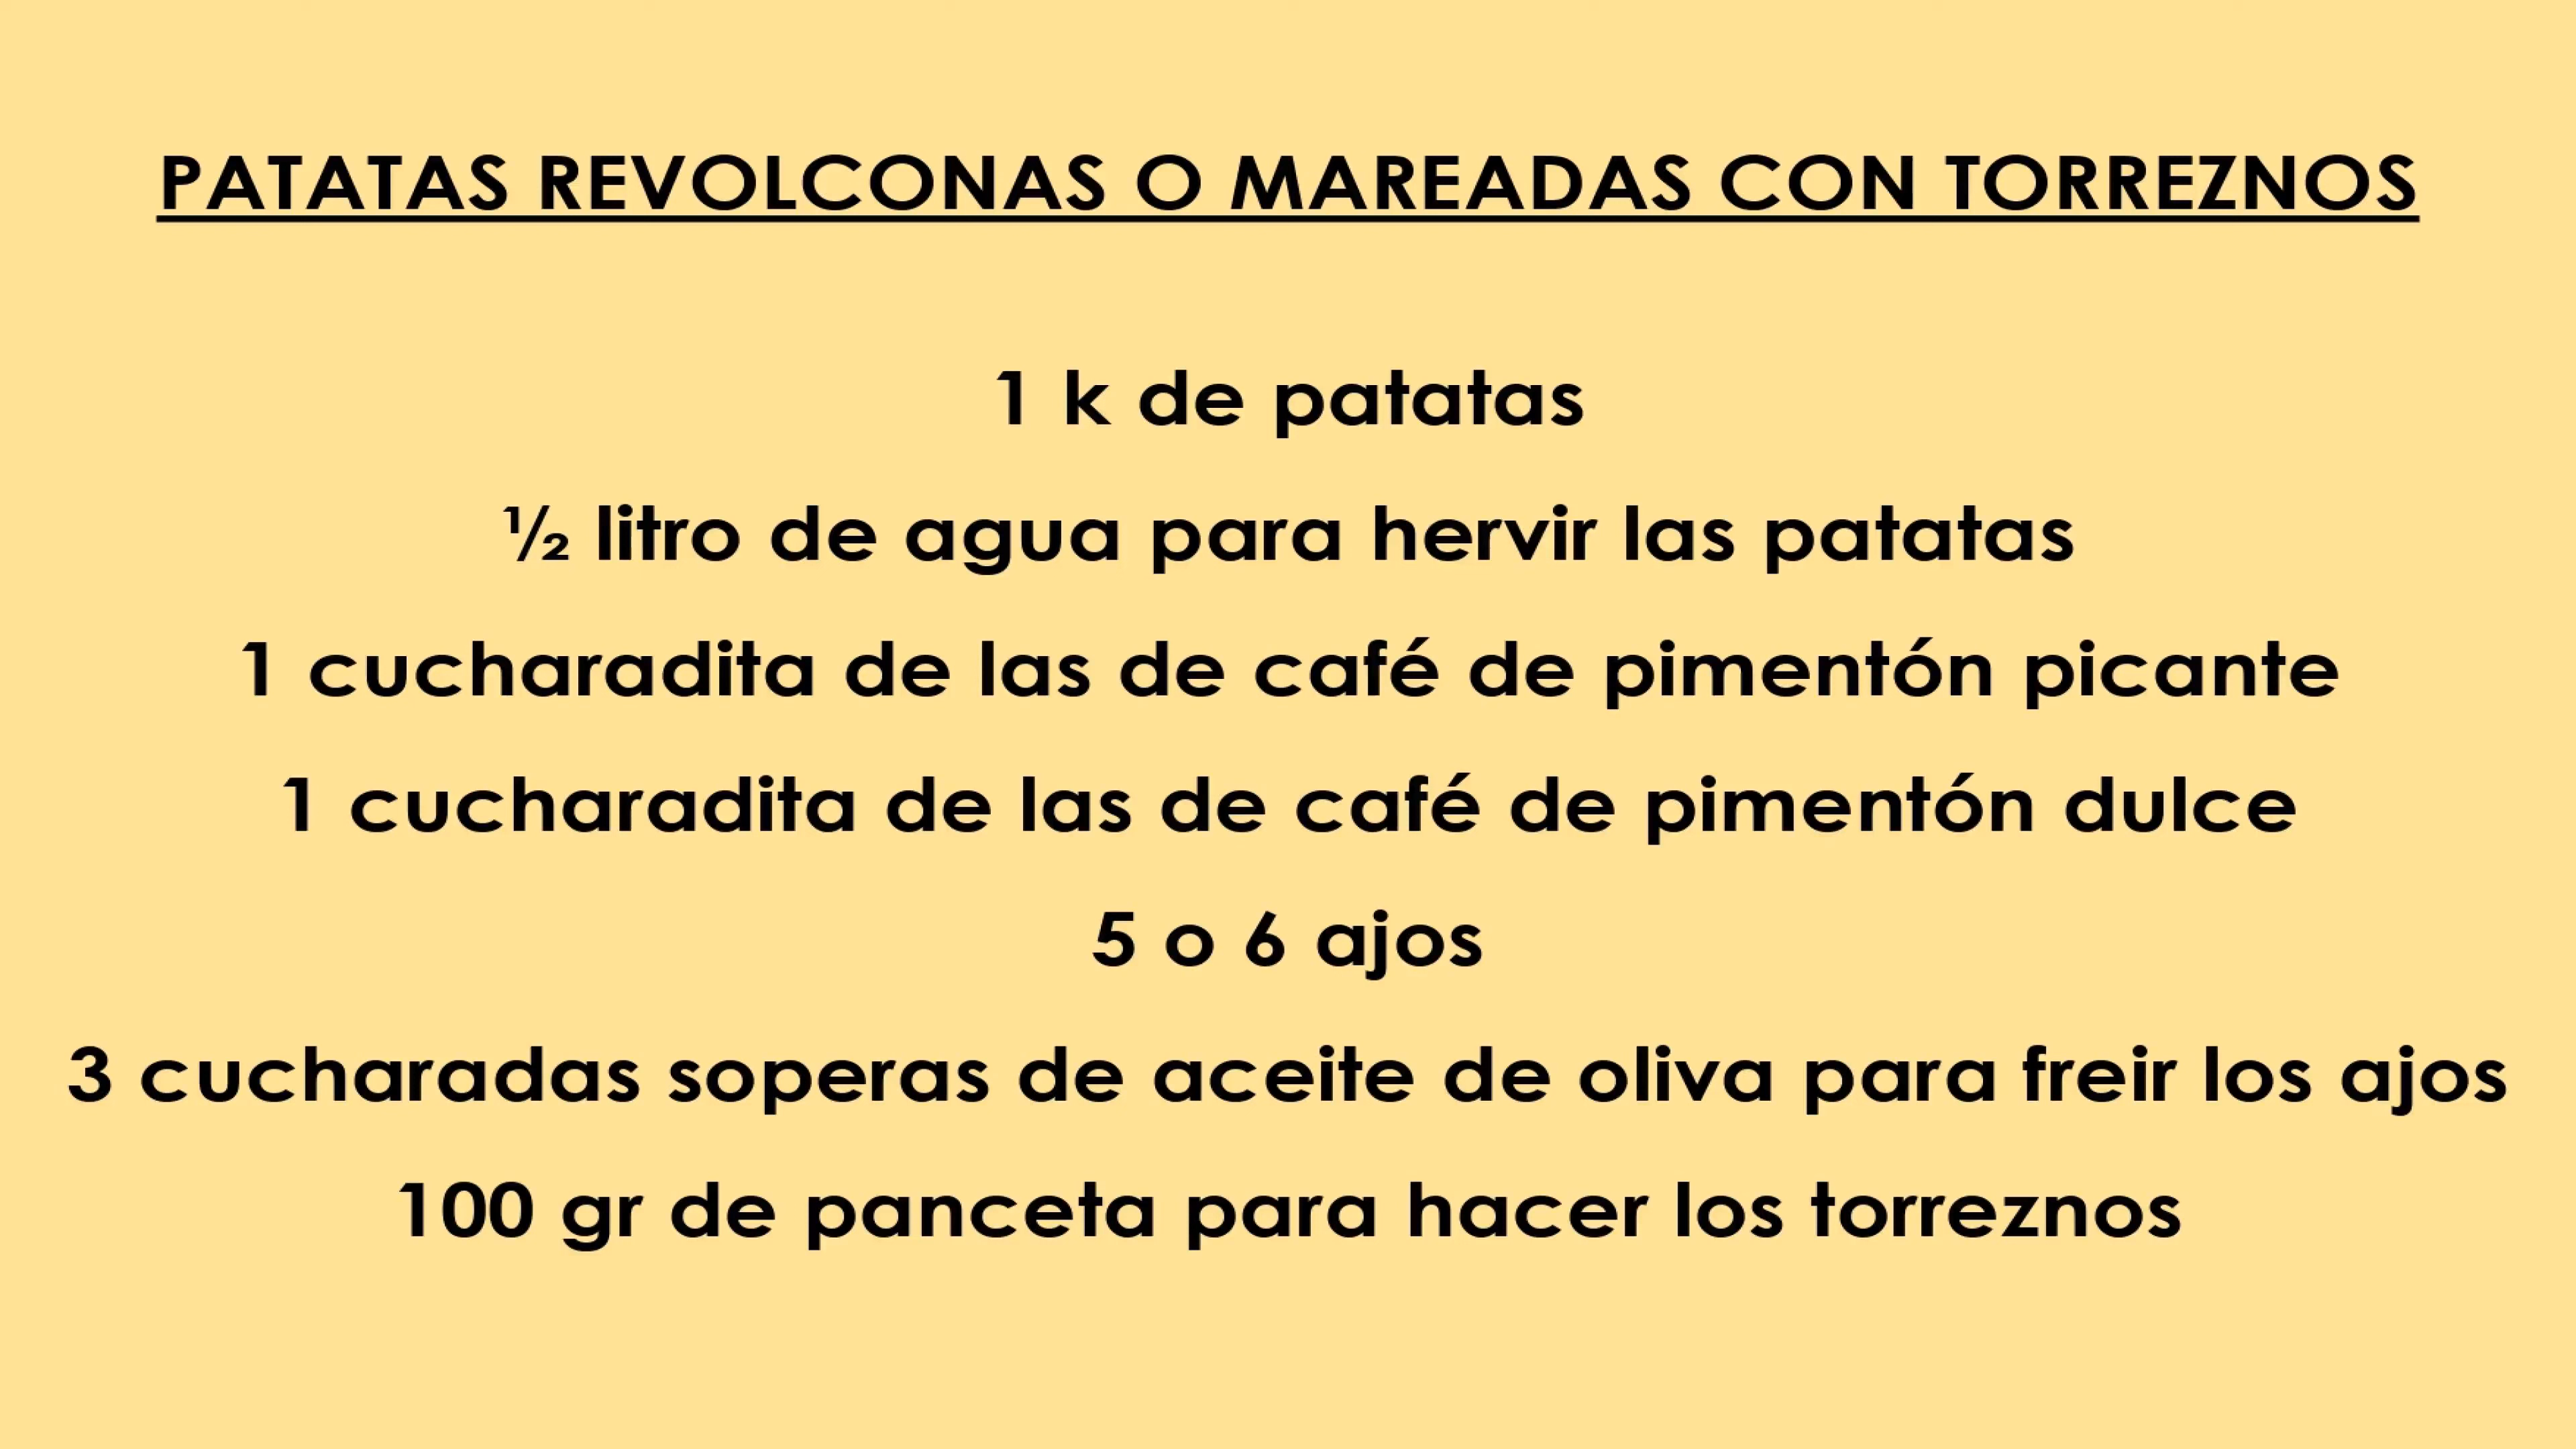 PATATAS REVOLCONAS O MAREADAS CON TORREZNOS
1 k de patatas
½ litro de agua para hervir las patatas
1 cucharadita de las de café de pimentón picante
1 cucharadita de las de café de pimentón dulce
5 o 6 ajos
3 cucharadas soperas de aceite de oliva para freir los ajos
100 gr de panceta para hacer los torreznos